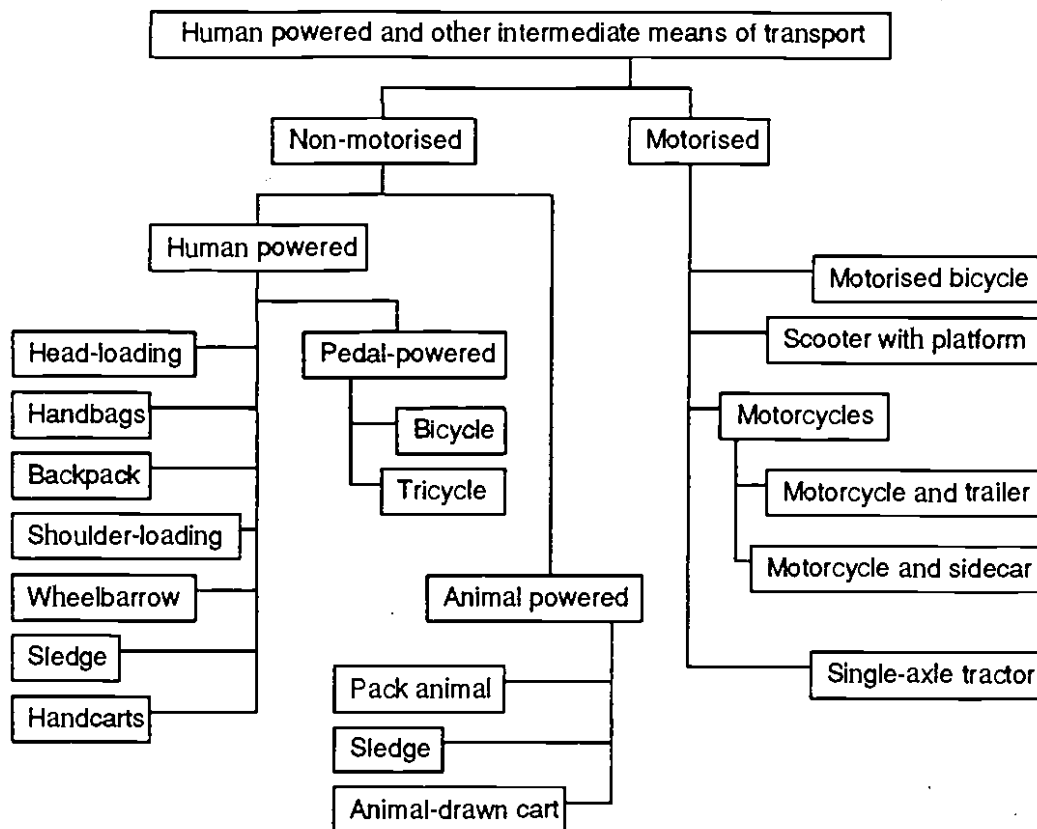 Human powered and other intermediate means of transport
Non-motorised
Motorised
Human powered
Head-loading
Handbags
Backpack
Shoulder-loading
Wheelbarrow
Sledge
Handcarts
Pedal-powered
Bicycle
Tricycle
Animal powered
Pack animal
Sledge
Animal-drawn cart
Motorised bicycle
Scooter with platform
Motorcycles
Motorcycle and trailer
Motorcycle and sidecar
Single-axle tractor